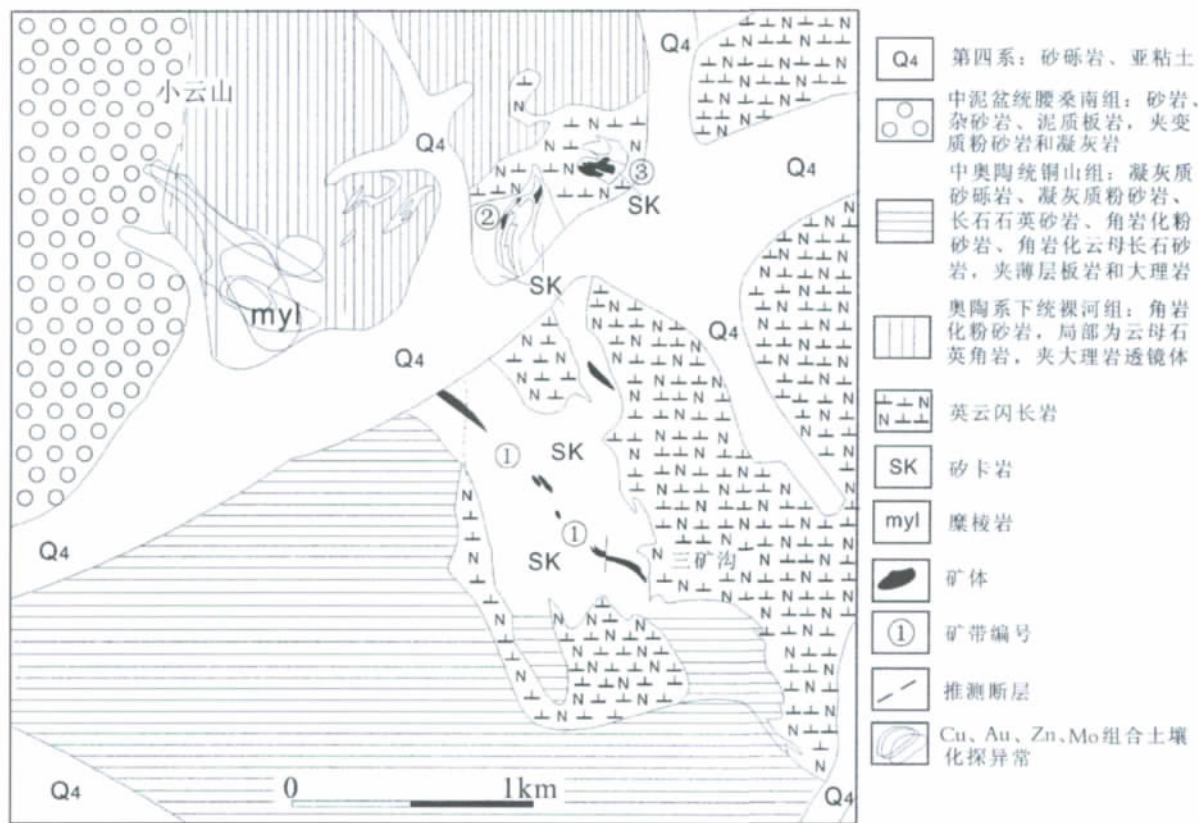 小云山
Q4
Q4
N
②
③
SK
SK
Q4
Q4
myl
Q4
①
SK
①
SK
三矿沟
Q4
Q4
Q4
0 1km
Q4 第四系：砂砾岩、亚粘土
中泥盆统腰桑南组：砂岩、
杂砂岩、泥质板岩，夹变
质粉砂岩和凝灰岩
中奥陶统铜山组：凝灰质
砂砾岩、凝灰质粉砂岩、
长石石英砂岩、角岩化粉
砂岩、角岩化云母长石砂
岩，夹薄层板岩和大理岩
奥陶系下统裸河组：角岩
化粉砂岩，局部为云母石
英角岩，夹大理岩透镜体
N 英云闪长岩
SK 矽卡岩
myl 糜棱岩
矿体
① 矿带编号
推测断层
Cu、Au、Zn、Mo组合土壤
化探异常